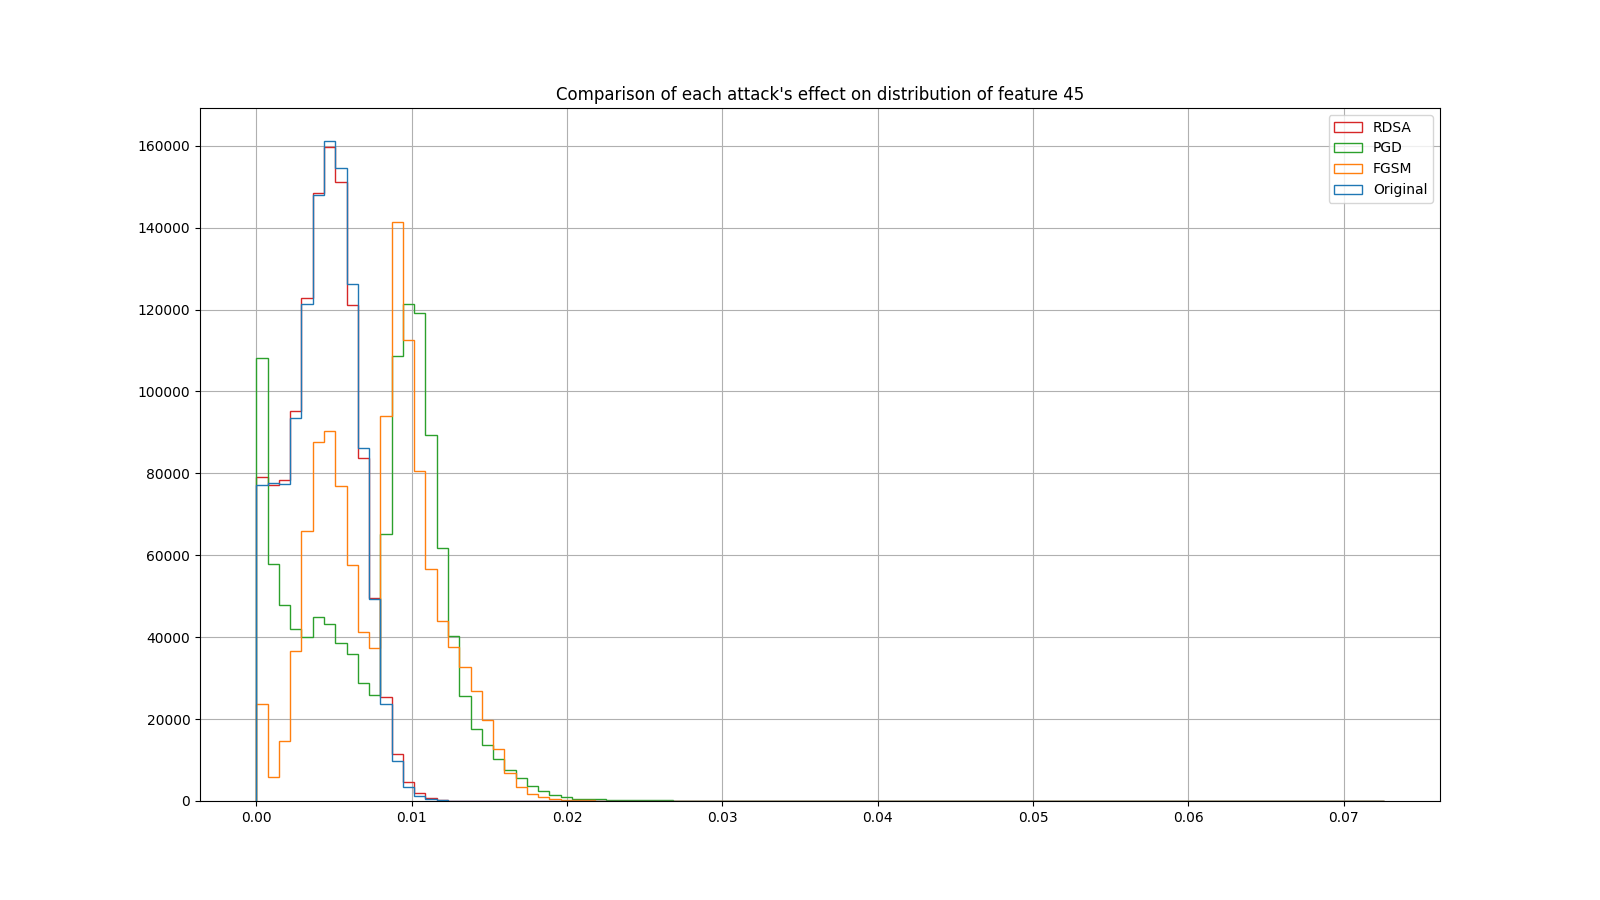 Comparison of each attack's effect on distribution of feature 45
RDSA
PGD
FGSM
Original
160000
140000
120000
100000
80000
60000
40000
20000
0
0.00 0.01 0.02 0.03 0.04 0.05 0.06 0.07